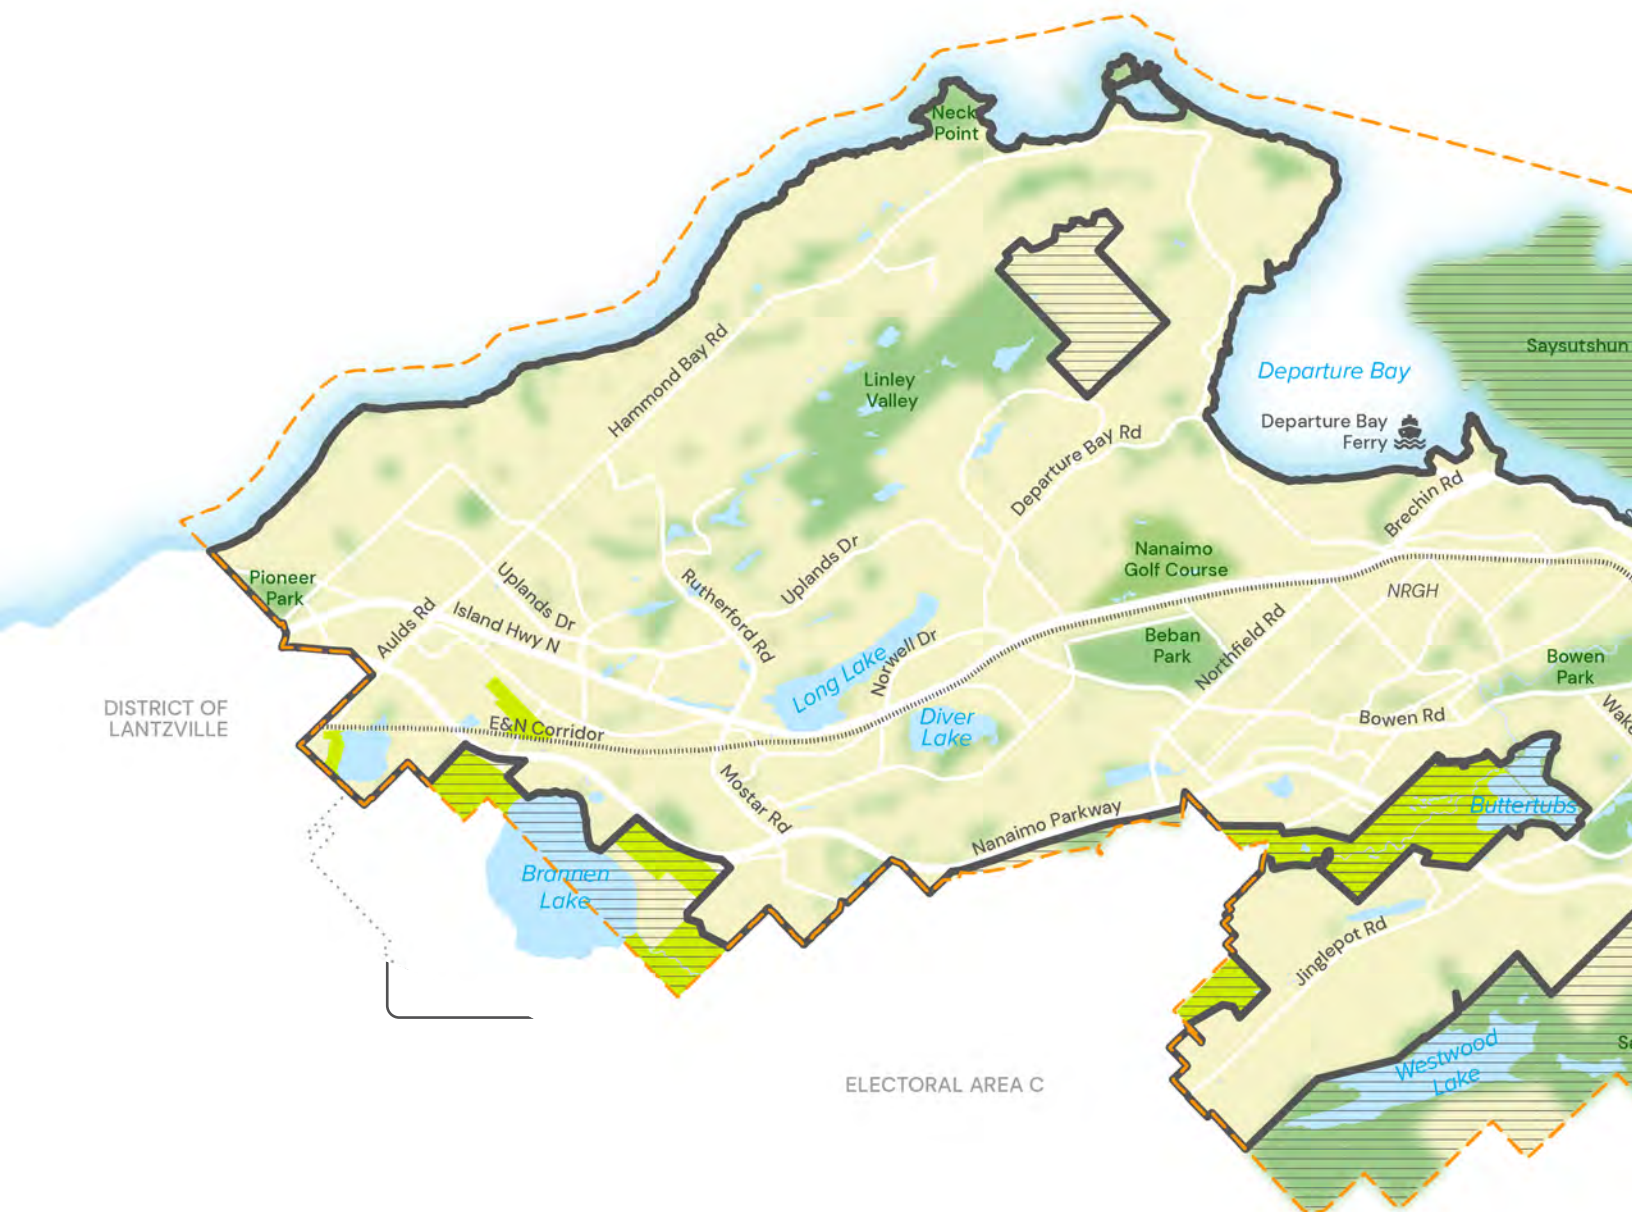 Neck
Point
Saysutshun
Hammond Bay Rd
Departure Bay
Linley
Valley
Departure Bay
Ferry
Departure Bay Rd
Brechin Rd
Nanaimo
Golf Course
Uplands Dr
Pioneer
Park
NRGH
Uplands Dr
Rutherford Rd
Aulds Rd
Island Hwy N
Northfield Rd
Beban
Park
Norwell Dr
Long Lake
Bowen
Park
DISTRICT OF
LANTZVILLE
Diver
Lake
Bowen Rd
E&N Corridor
Mostar Rd
Buttertubs
Nanaimo Parkway
Brannen
Lake
Jinglepot Rd
Westwood
Lake
ELECTORAL AREA C